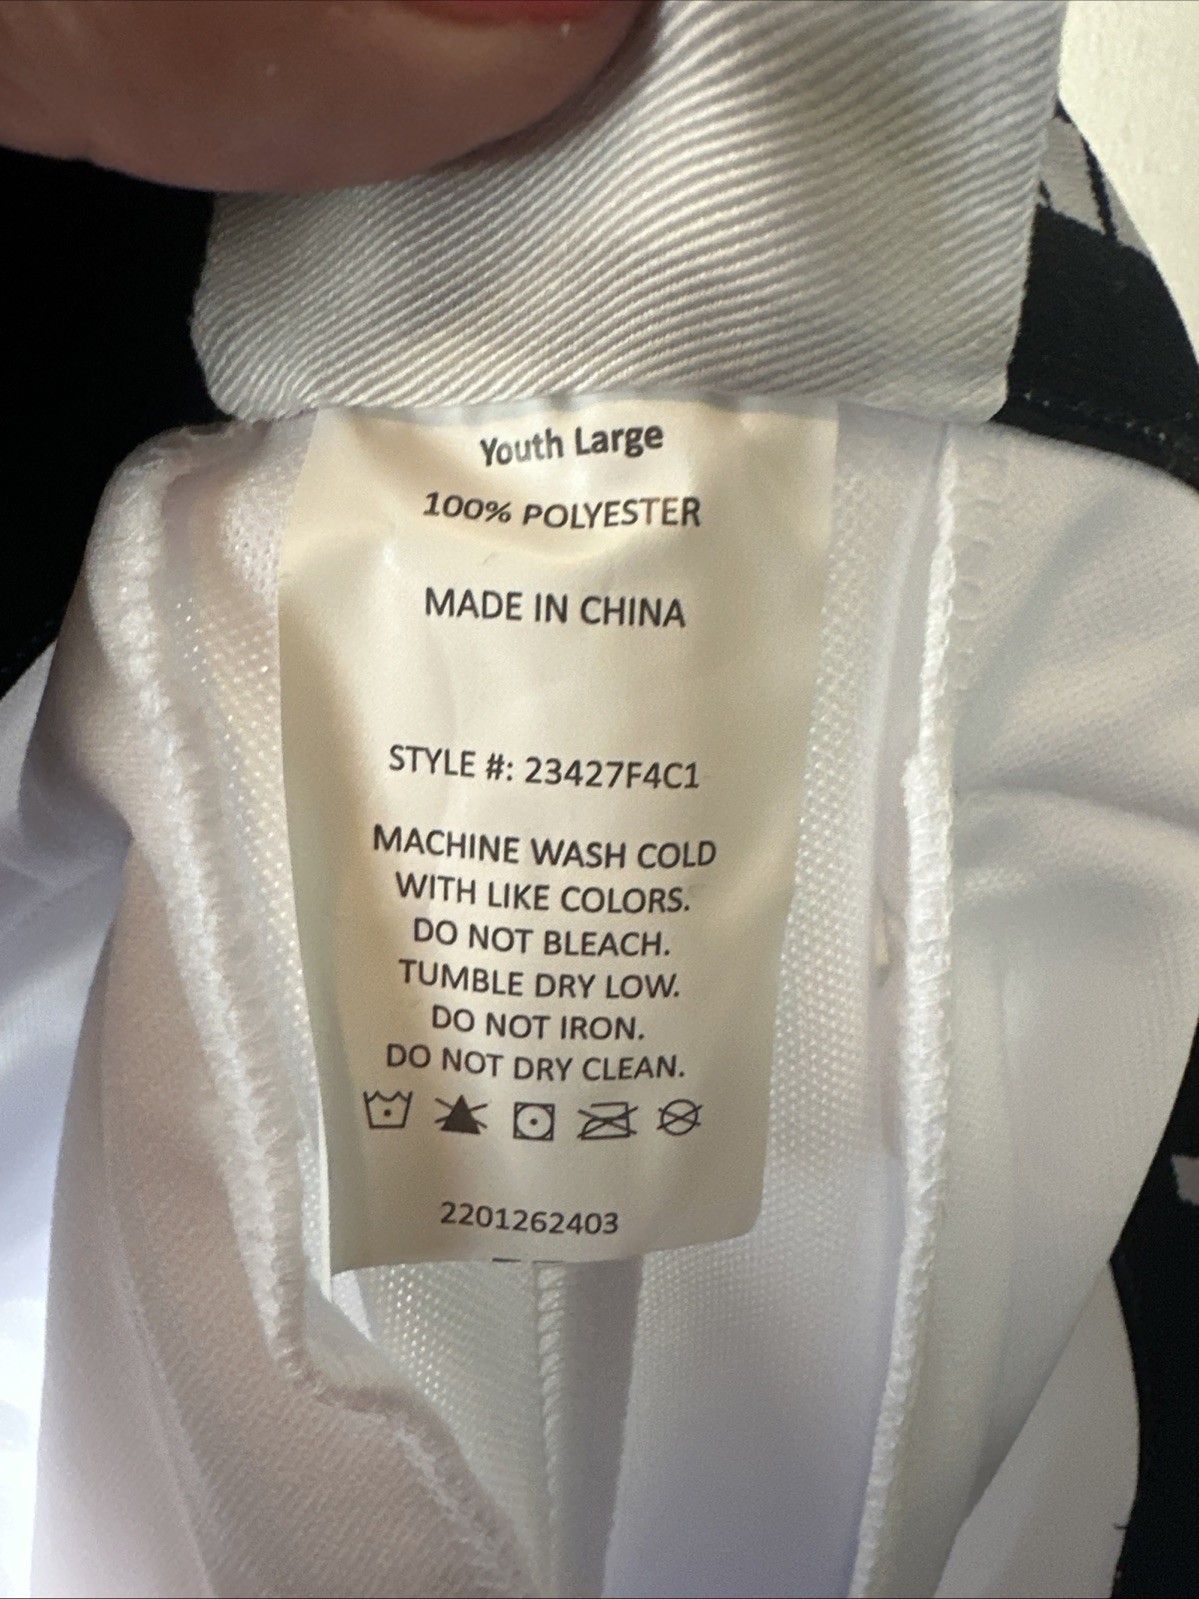 Youth Large
100% POLYESTER
MADE IN CHINA
STYLE #: 23427F4C1
MACHINE WASH COLD
WITH LIKE COLORS.
DO NOT BLEACH.
TUMBLE DRY LOW.
DO NOT IRON.
DO NOT DRY CLEAN.
2201262403